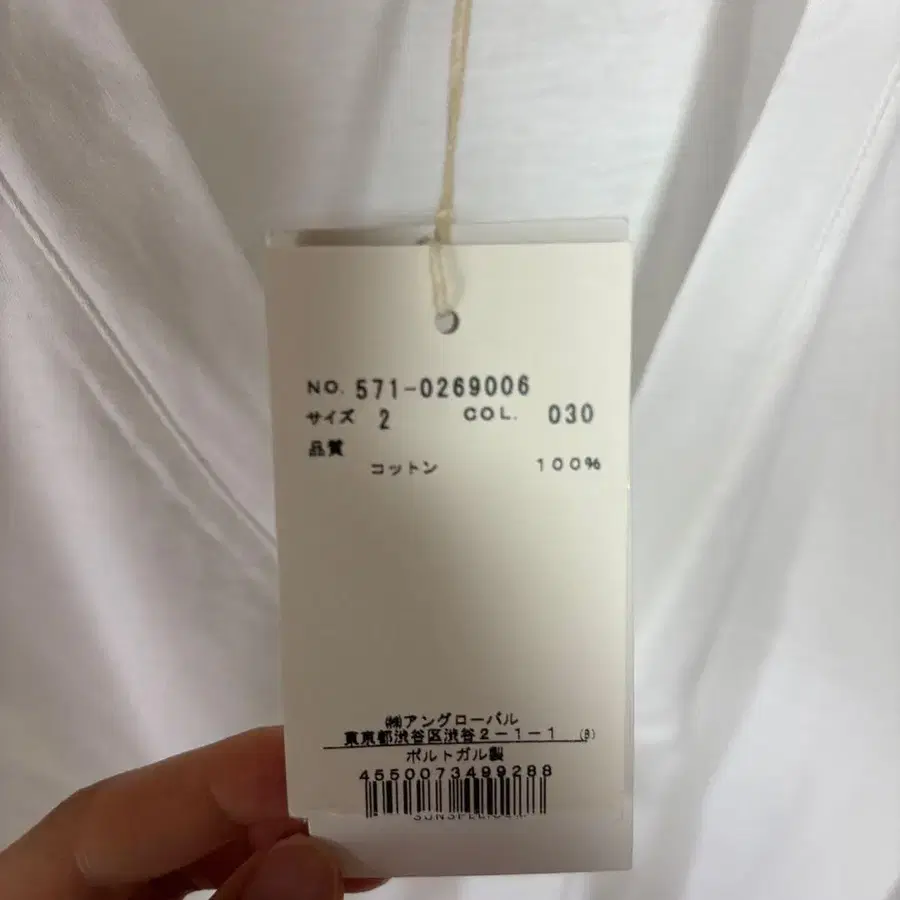 NO. 571-0269006
サイズ 2 COL. 030
品質
コットン 100%
㈱アングローバル
東京都渋谷区渋谷2-1-1 (B)
ポルトガル製
4550073499288